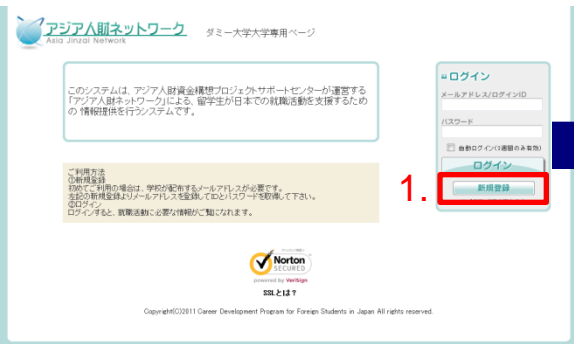 アジア人財ネットワーク ダミー大学大学専用ページ
Asia Jinzai Network
このシステムは、アジア人財資金構想プロジェクトサポートセンターが運営する
「アジア人財ネットワーク」による、留学生が日本での就職活動を支援するため
の 情報提供を行うシステムです。
ログイン
メールアドレス/ログインID
パスワード
自動ログイン(2週間のみ有効)
ログイン
1.
新規登録
ご利用方法
①新規登録
初めてご利用の場合は、学校が配布するメールアドレスが必要です。
左記の新規登録よりメールアドレスを登録してIDとパスワードを取得して下さい。
②ログイン
ログインすると、就職活動に必要な情報がご覧になれます。
Norton
SECURED
powered by VeriSign
SSLとは？
Copyright(C)2011 Career Development Program for Foreign Students in Japan All rights reserved.